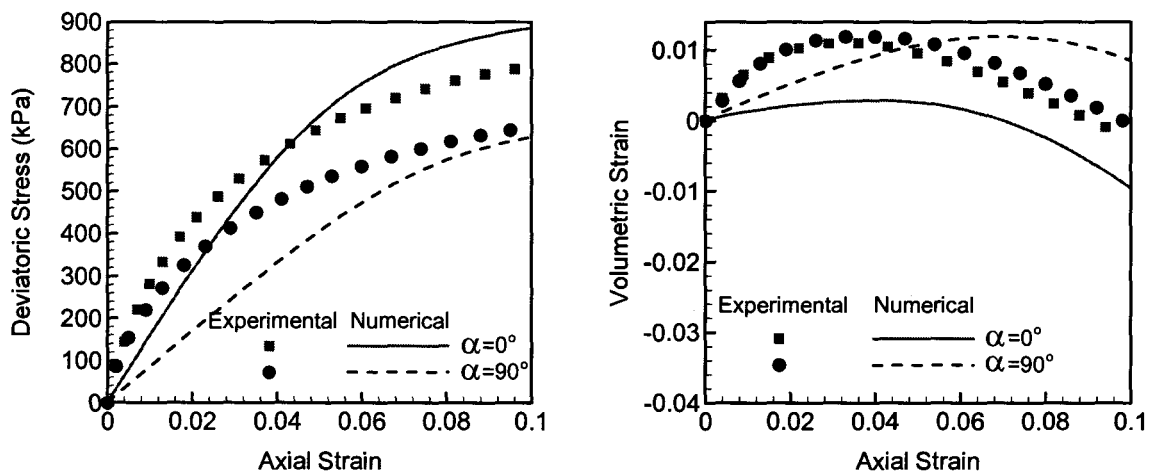 900
800
700
600
500
400
300
200
100
0
Deviatoric Stress (kPa)
Experimental Numerical
α=0°
α=90°
0 0.02 0.04 0.06 0.08 0.1
Axial Strain
0.01
0
-0.01
-0.02
-0.03
-0.04
Volumetric Strain
Experimental Numerical
α=0°
α=90°
0 0.02 0.04 0.06 0.08 0.1
Axial Strain